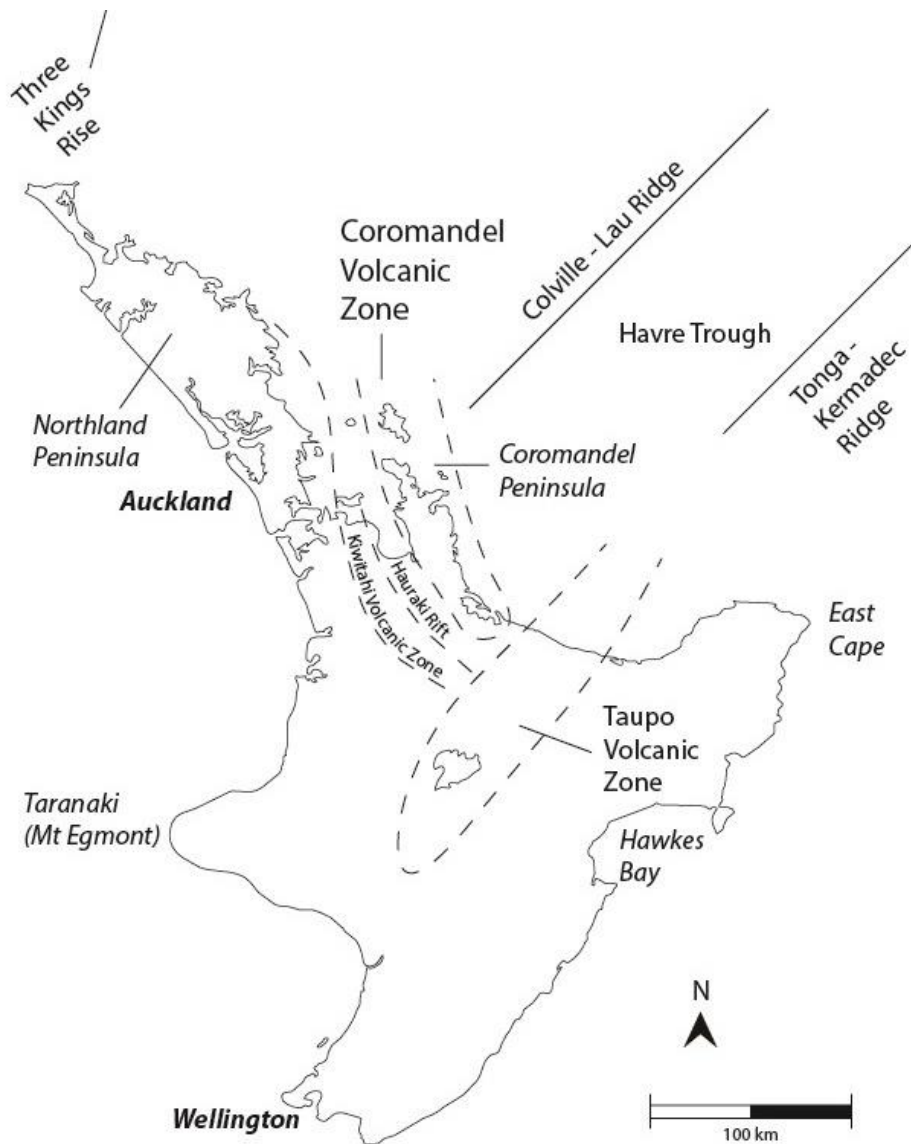 Three
Kings
Rise
Coromandel
Volcanic
Zone
Colville - Lau Ridge
Havre Trough
Tonga -
Kermadec
Ridge
Northland
Peninsula
Coromandel
Peninsula
Auckland
Kiwitahi Volcanic Zone
Hauraki Rift
East
Cape
Taupo
Volcanic
Zone
Taranaki
(Mt Egmont)
Hawkes
Bay
N
Wellington
100 km